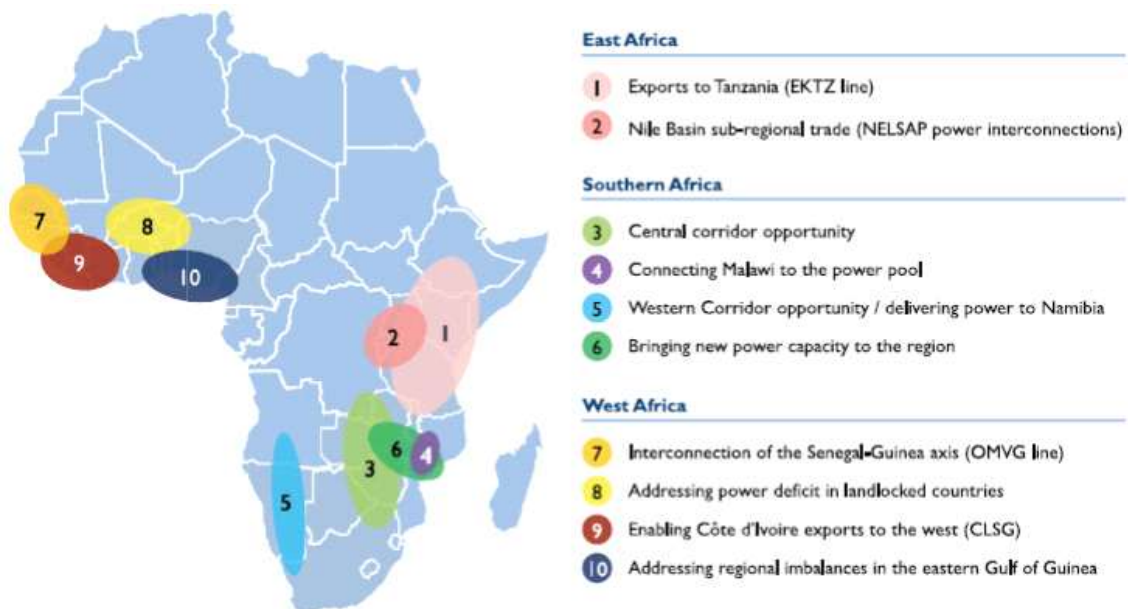 7
8
9
10
1
2
6
4
3
5
East Africa
1 Exports to Tanzania (EKTZ line)
2 Nile Basin sub-regional trade (NELSAP power interconnections)
Southern Africa
3 Central corridor opportunity
4 Connecting Malawi to the power pool
5 Western Corridor opportunity / delivering power to Namibia
6 Bringing new power capacity to the region
West Africa
7 Interconnection of the Senegal-Guinea axis (OMVG line)
8 Addressing power deficit in landlocked countries
9 Enabling Côte d'Ivoire exports to the west (CLSG)
10 Addressing regional imbalances in the eastern Gulf of Guinea